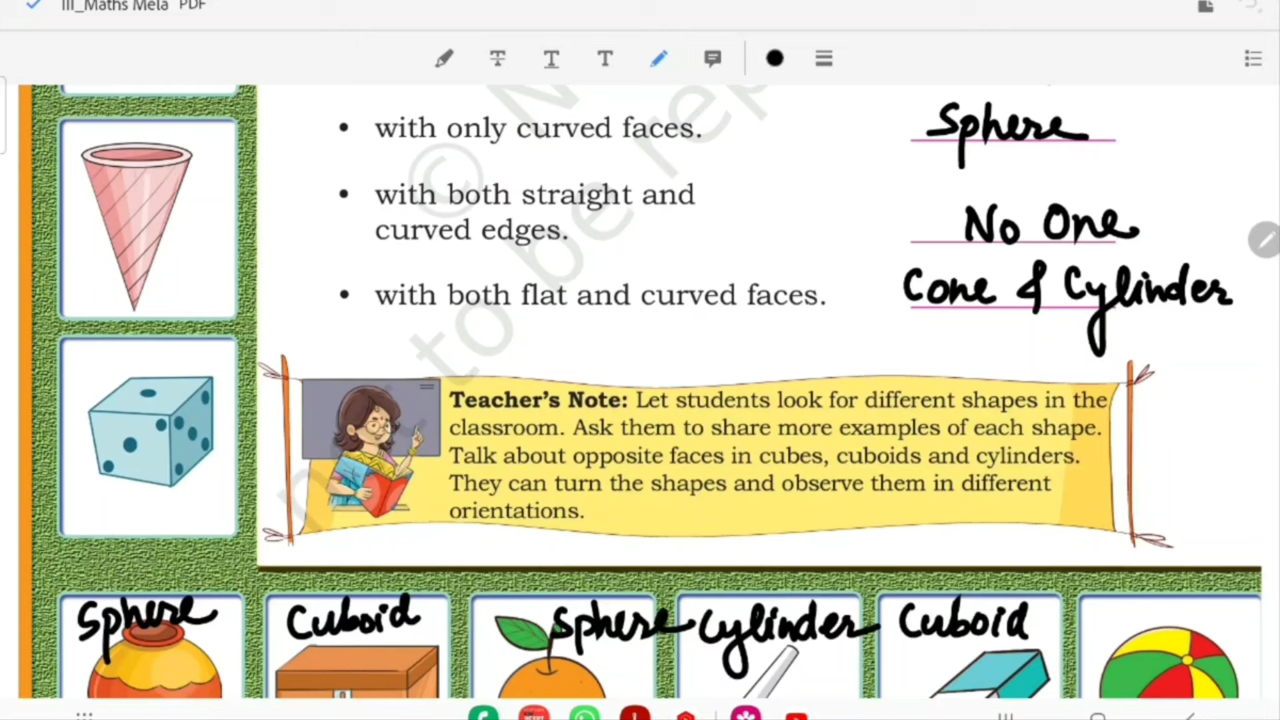 III_Maths Mela PDF
• with only curved faces. Sphere
• with both straight and
curved edges. No One
• with both flat and curved faces. Cone & Cylinder
Teacher's Note: Let students look for different shapes in the
classroom. Ask them to share more examples of each shape.
Talk about opposite faces in cubes, cuboids and cylinders.
They can turn the shapes and observe them in different
orientations.
Sphere Cuboid Sphere Cylinder Cuboid